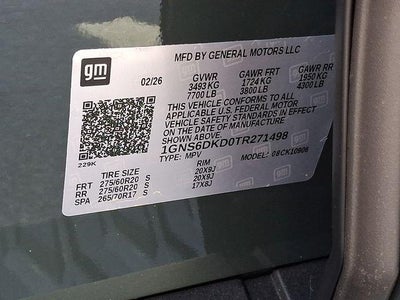 gm
MFD BY GENERAL MOTORS LLC
02/26 GVWR GAWR FRT GAWR RR
3493 KG 1724 KG 1950 KG
7700 LB 3800 LB 4300 LB
THIS VEHICLE CONFORMS TO ALL
APPLICABLE U.S. FEDERAL MOTOR
VEHICLE SAFETY STANDARDS IN EFFECT
ON THE DATE OF MANUFACTURE
SHOWN ABOVE.
1GNS6DKD0TR271498
229K TYPE: MPV MODEL:
TIRE SIZE RIM
FRT 275/60R20 S 20X9J
RR 275/60R20 S 20X9J
SPA 265/70R17 S 17X8J